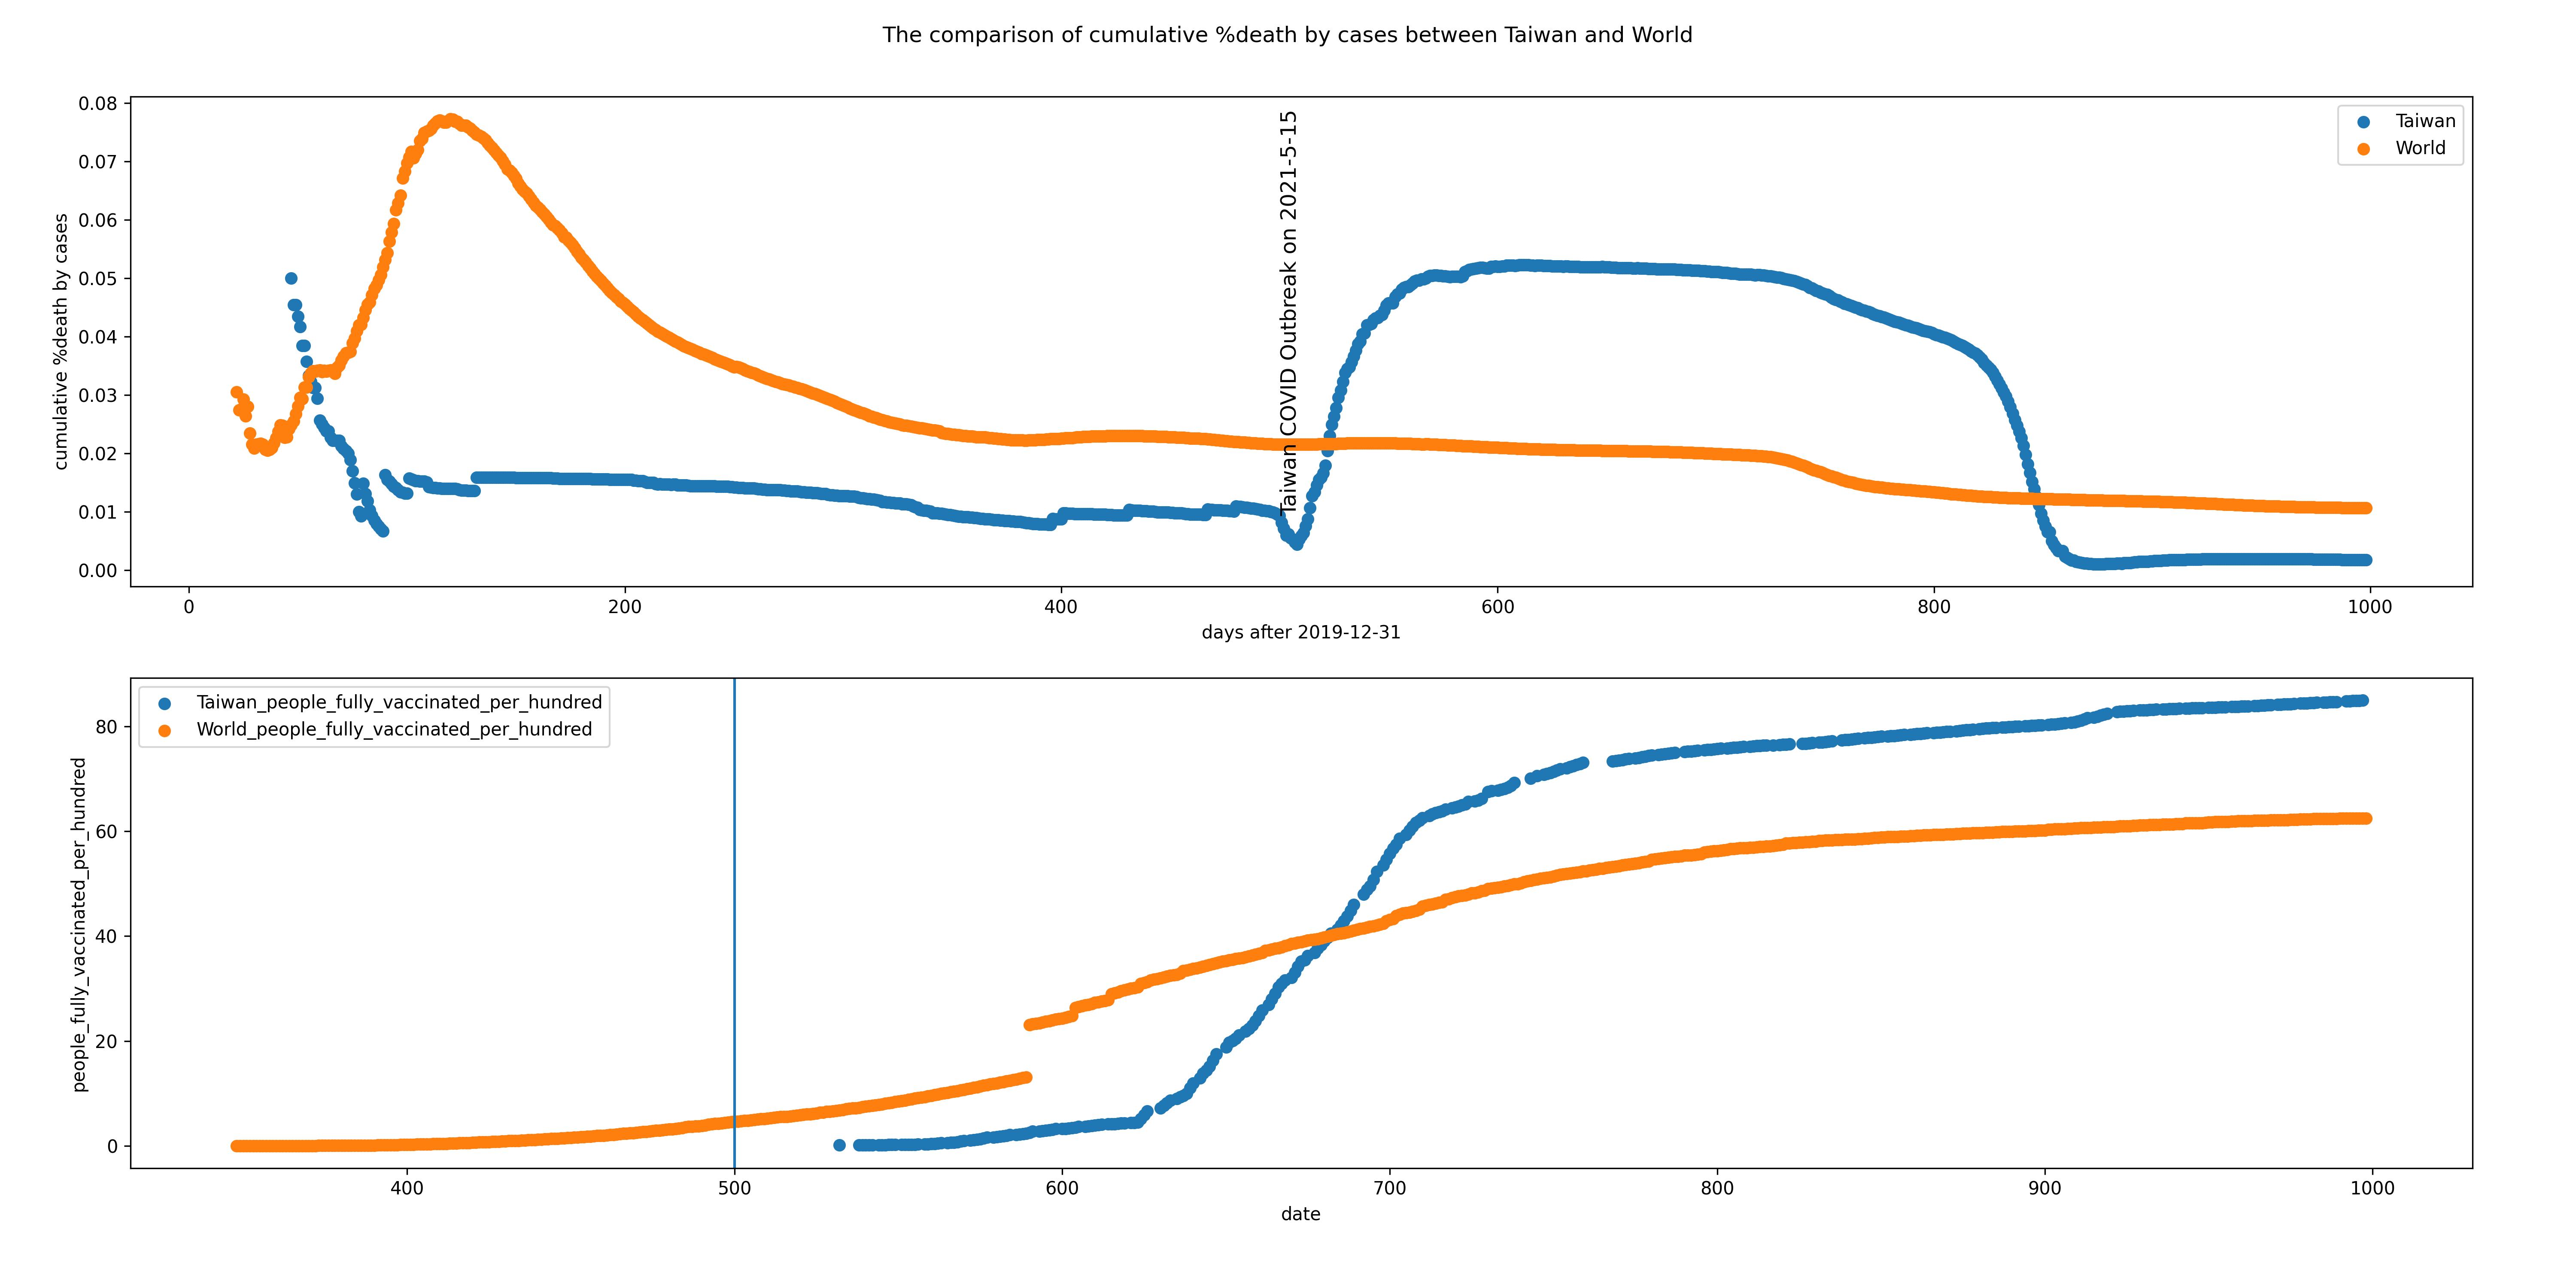 The comparison of cumulative %death by cases between Taiwan and World
cumulative %death by cases
0.08
0.07
0.06
0.05
0.04
0.03
0.02
0.01
0.00
Taiwan COVID Outbreak on 2021-5-15
Taiwan
World
0 200 400 600 800 1000
days after 2019-12-31
people_fully_vaccinated_per_hundred
80
60
40
20
0
Taiwan_people_fully_vaccinated_per_hundred
World_people_fully_vaccinated_per_hundred
400 500 600 700 800 900 1000
date